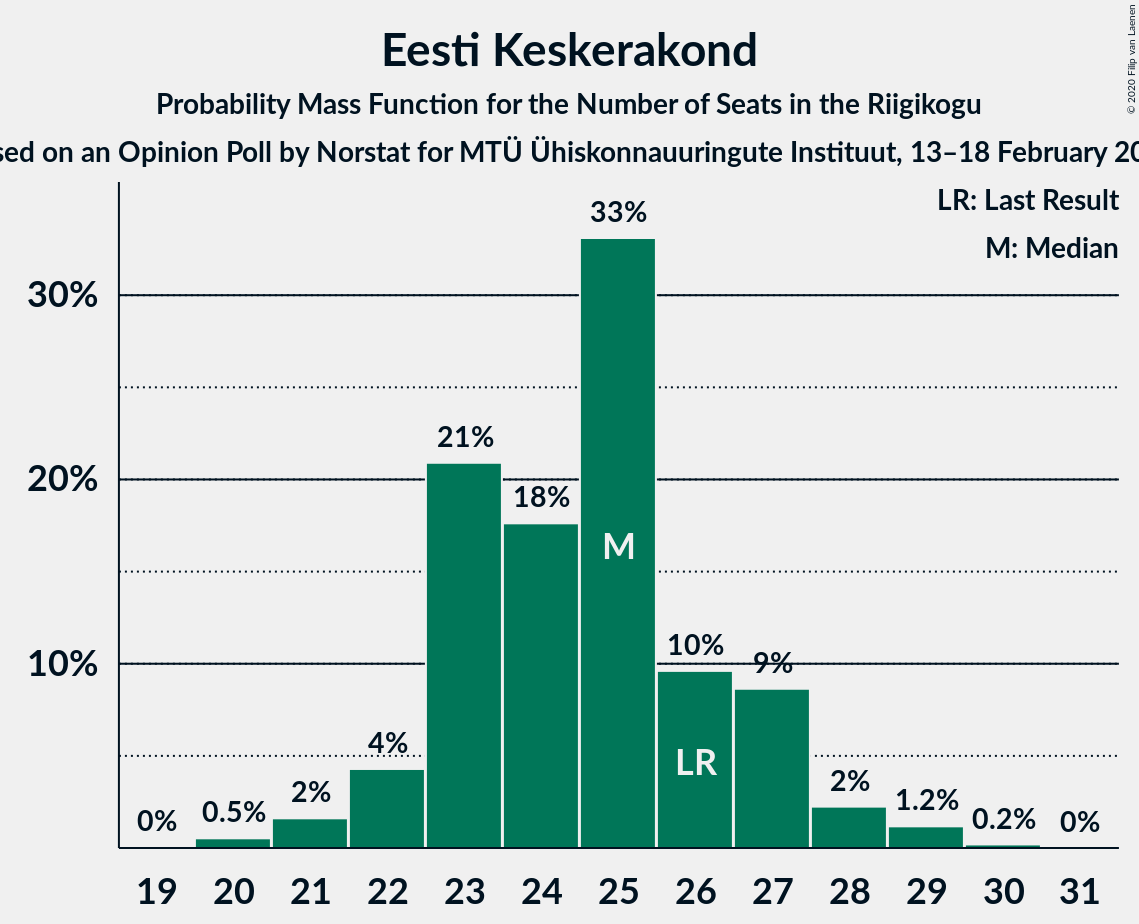 Eesti Keskerakond
Probability Mass Function for the Number of Seats in the Riigikogu
on an Opinion Poll by Norstat for MTÜ Ühiskonnauuringute Instituut, 13–18 February
© 2020 Filip van Laenen
LR: Last Result
M: Median
33%
30%
21%
20%
18%
M
10%
10%
9%
LR
4%
2%
2%
1.2%
0.5%
0.2%
0%
0%
19 20 21 22 23 24 25 26 27 28 29 30 31